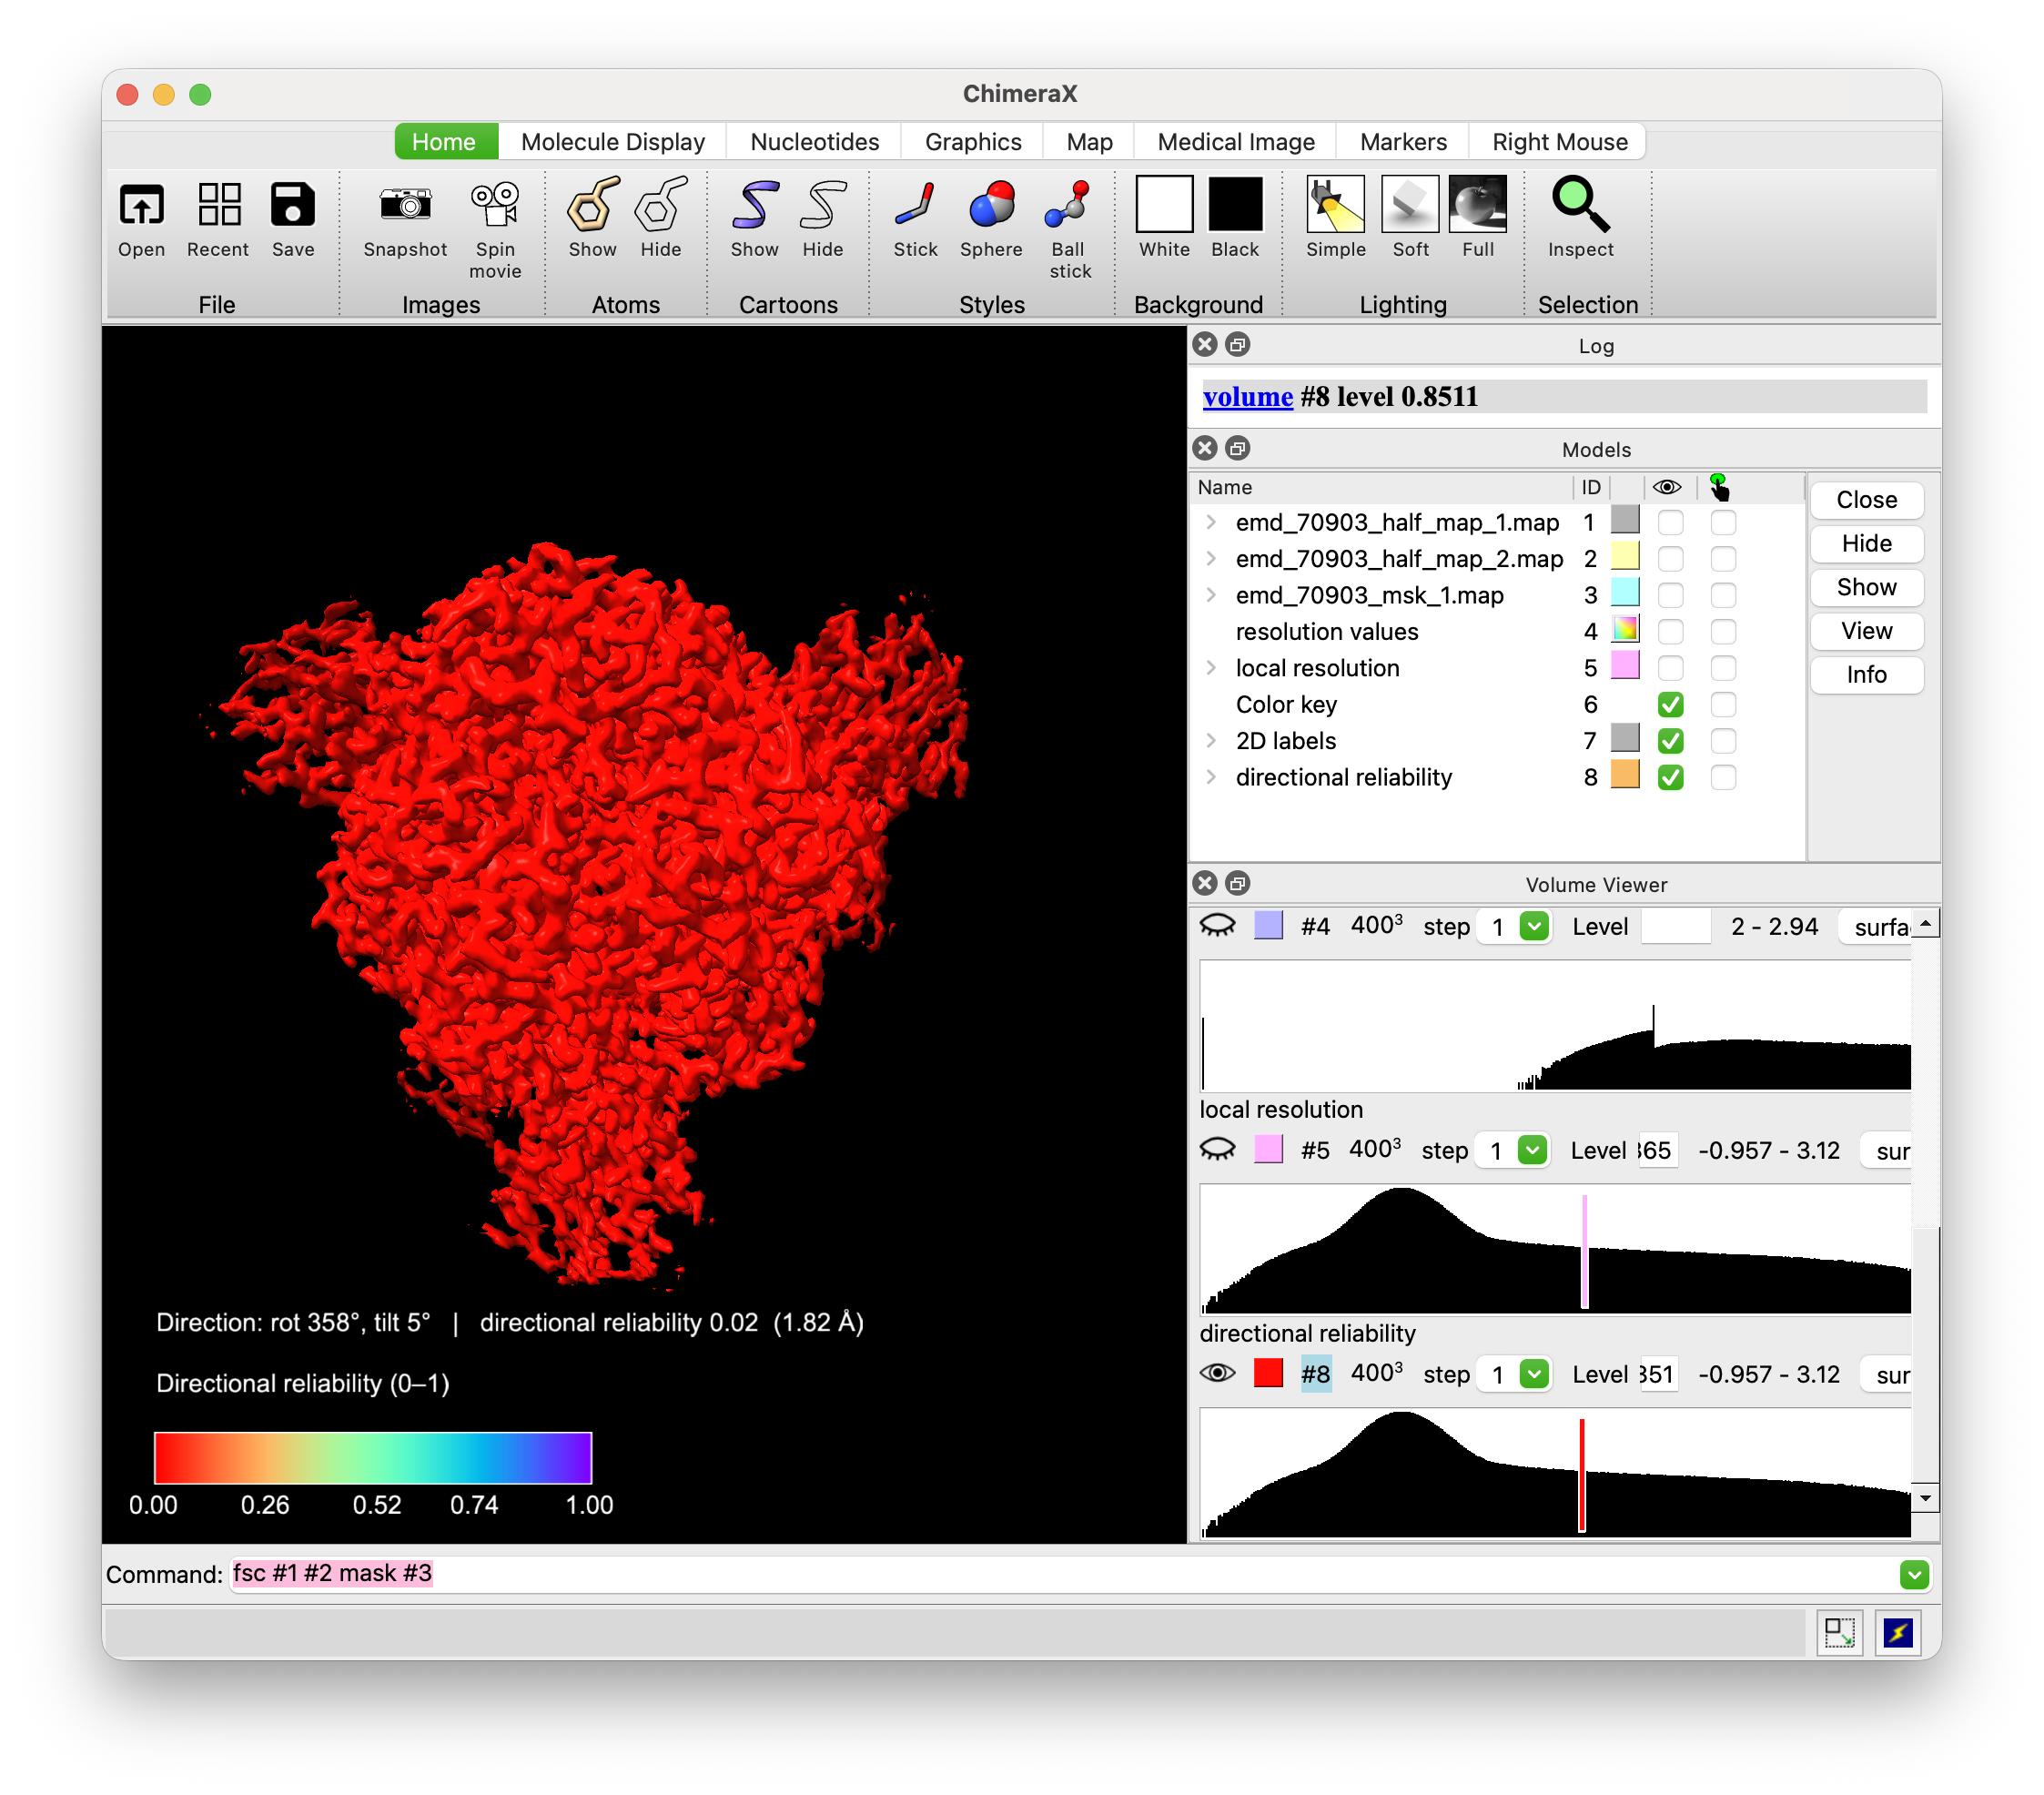 ChimeraX
Home Molecule Display Nucleotides Graphics Map Medical Image Markers Right Mouse
Open Recent Save Snapshot Spin movie Show Hide Show Hide Stick Sphere Ball stick White Black Simple Soft Full Inspect
File Images Atoms Cartoons Styles Background Lighting Selection
Log
volume #8 level 0.8511
Models
Name ID
emd_70903_half_map_1.map 1
emd_70903_half_map_2.map 2
emd_70903_msk_1.map 3
resolution values 4
local resolution 5
Color key 6
2D labels 7
directional reliability 8
Close
Hide
Show
View
Info
Volume Viewer
#4 400³ step 1 Level 2 - 2.94 surfa
local resolution
#5 400³ step 1 Level 365 -0.957 - 3.12 sur
directional reliability
#8 400³ step 1 Level 351 -0.957 - 3.12 sur
Direction: rot 358°, tilt 5° | directional reliability 0.02 (1.82 Å)
Directional reliability (0–1)
0.00 0.26 0.52 0.74 1.00
Command: fsc #1 #2 mask #3